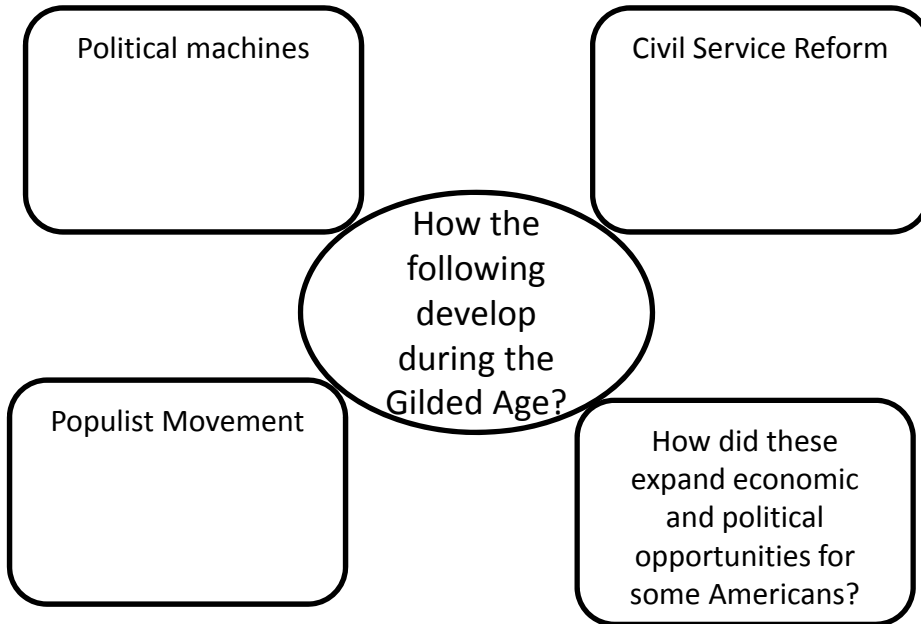 Political machines
Civil Service Reform
How the
following
develop
during the
Gilded Age?
Populist Movement
How did these
expand economic
and political
opportunities for
some Americans?